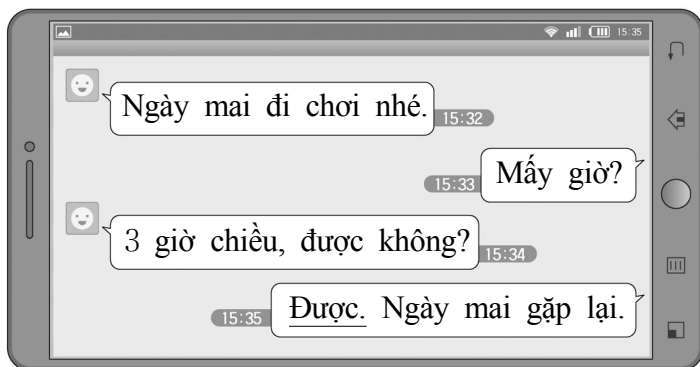 15:35
Ngày mai đi chơi nhé.
15:32
Mấy giờ?
15:33
3 giờ chiều, được không?
15:34
Được. Ngày mai gặp lại.
15:35